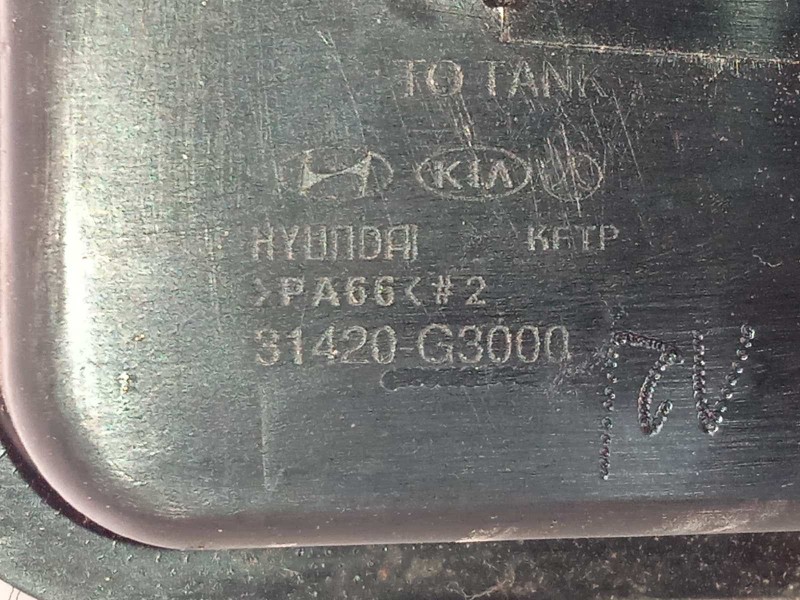 TO TANK
KIA
HYUNDAI KFTP
>PA66<#2
31420-G3000